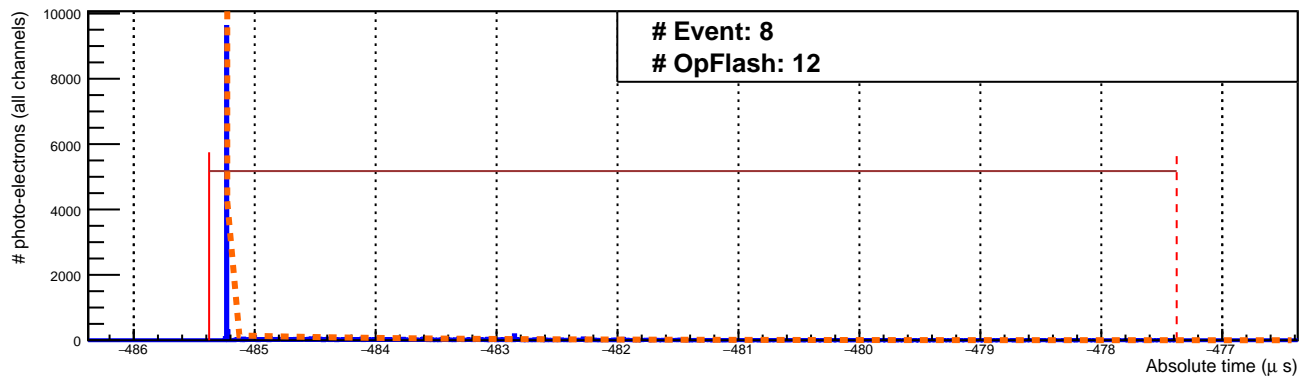 # Event: 8
# OpFlash: 12
# photo-electrons (all channels)
10000
8000
6000
4000
2000
0
−486 −485 −484 −483 −482 −481 −480 −479 −478 −477
Absolute time (μ s)